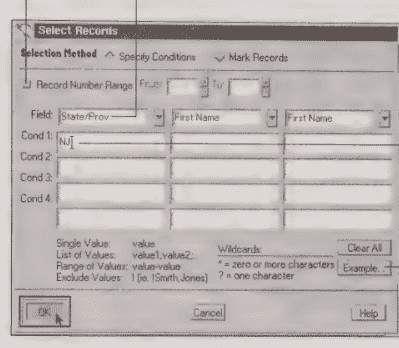 Select Records
Selection Method Specify Conditions Mark Records
Record Number Range From: To:
Field: State/Prov First Name First Name
Cond 1: NJ
Cond 2:
Cond 3:
Cond 4:
Single Value: value
List of Values: value1,value2;..
Range of Values: value-value
Exclude Values: ! [ie. !Smith,Jones)
Wildcards:
* = zero or more characters
? = one character
Clear All
Example...
OK Cancel Help